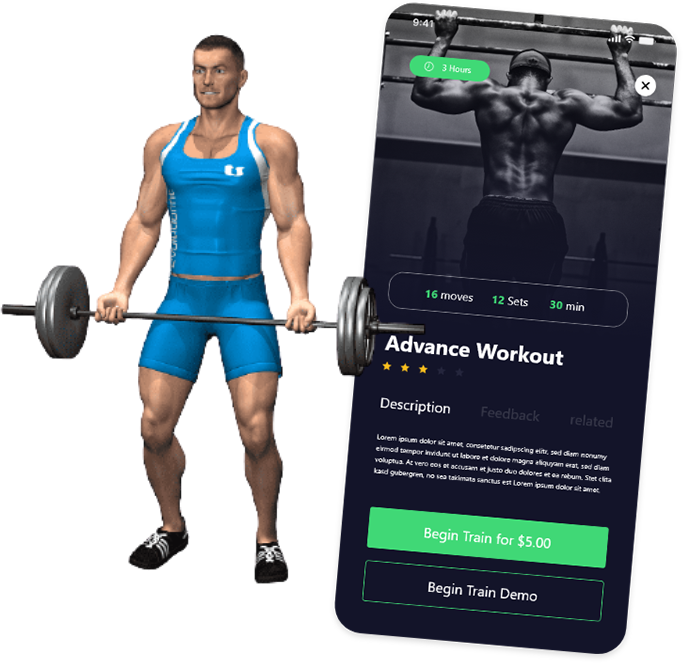 9:41
3 Hours
16 moves 12 Sets 30 min
Advance Workout
Description Feedback related
Lorem ipsum dolor sit amet, consetetur sadipscing elitr, sed diam nonumy
eirmod tempor invidunt ut labore et dolore magna aliquyam erat, sed diam
voluptua. At vero eos et accusam et justo duo dolores et ea rebum. Stet clita
kasd gubergren, no sea takimata sanctus est Lorem ipsum dolor sit amet.
Begin Train for $5.00
Begin Train Demo